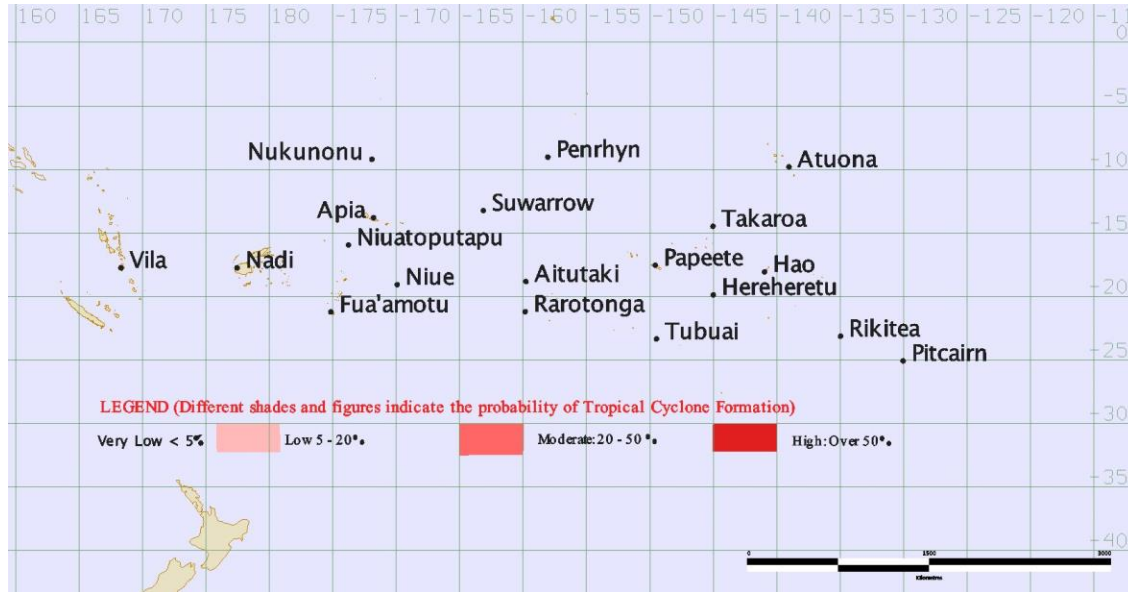 160 165 170 175 180 -175 -170 -165 -160 -155 -150 -145 -140 -135 -130 -125 -120 -11
0
-5
Nukunonu
Penrhyn
Atuona
-10
Suwarrow
Apia
Takaroa
-15
Niuatoputapu
Vila
Nadi
Papeete
Hao
Niue
Aitutaki
Hereheretu
-20
Fua'amotu
Rarotonga
Rikitea
Tubuai
Pitcairn
-25
LEGEND (Different shades and figures indicate the probability of Tropical Cyclone Formation)
-30
Very Low < 5% Low 5 - 20% Moderate: 20 - 50 % High: Over 50%
-35
-40
0 1500 3000
Kilometres